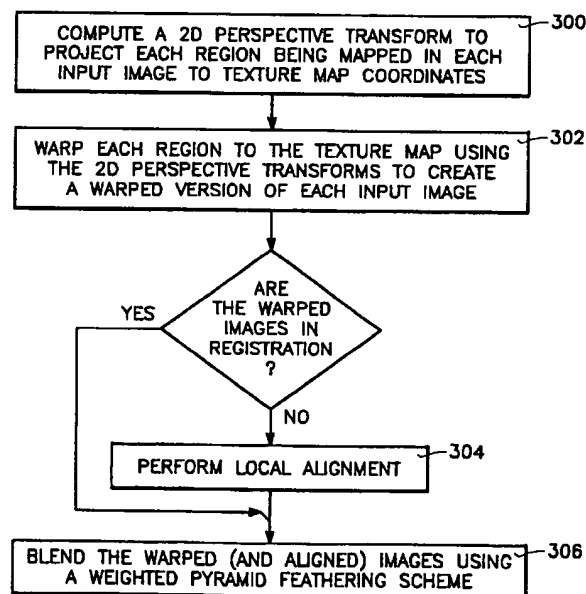 COMPUTE A 2D PERSPECTIVE TRANSFORM TO
PROJECT EACH REGION BEING MAPPED IN EACH
INPUT IMAGE TO TEXTURE MAP COORDINATES
300
WARP EACH REGION TO THE TEXTURE MAP USING
THE 2D PERSPECTIVE TRANSFORMS TO CREATE
A WARPED VERSION OF EACH INPUT IMAGE
302
ARE
THE WARPED
IMAGES IN
REGISTRATION
?
YES
NO
PERFORM LOCAL ALIGNMENT
304
BLEND THE WARPED (AND ALIGNED) IMAGES USING
A WEIGHTED PYRAMID FEATHERING SCHEME
306